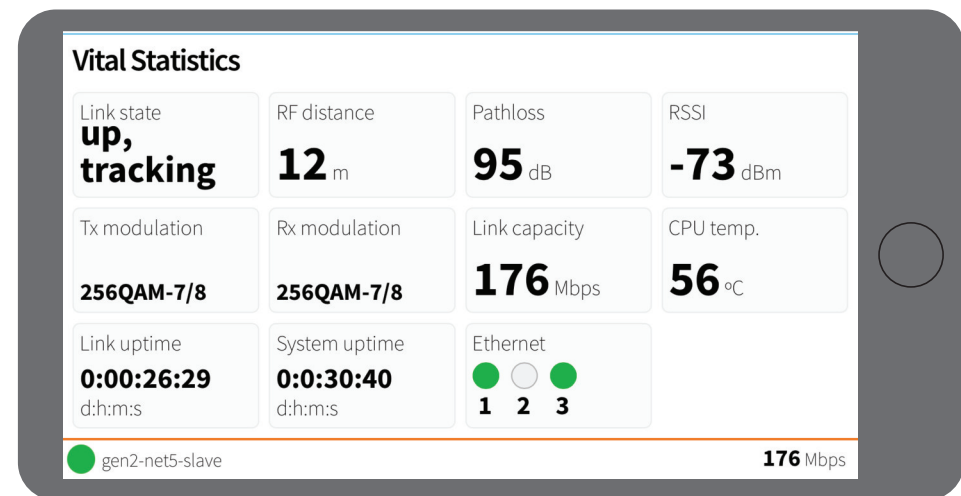 Vital Statistics
Link state
up,
tracking
RF distance
12 m
Pathloss
95 dB
RSSI
-73 dBm
Tx modulation
256QAM-7/8
Rx modulation
256QAM-7/8
Link capacity
176 Mbps
CPU temp.
56 ºC
Link uptime
0:00:26:29
d:h:m:s
System uptime
0:0:30:40
d:h:m:s
Ethernet
1 2 3
gen2-net5-slave
176 Mbps